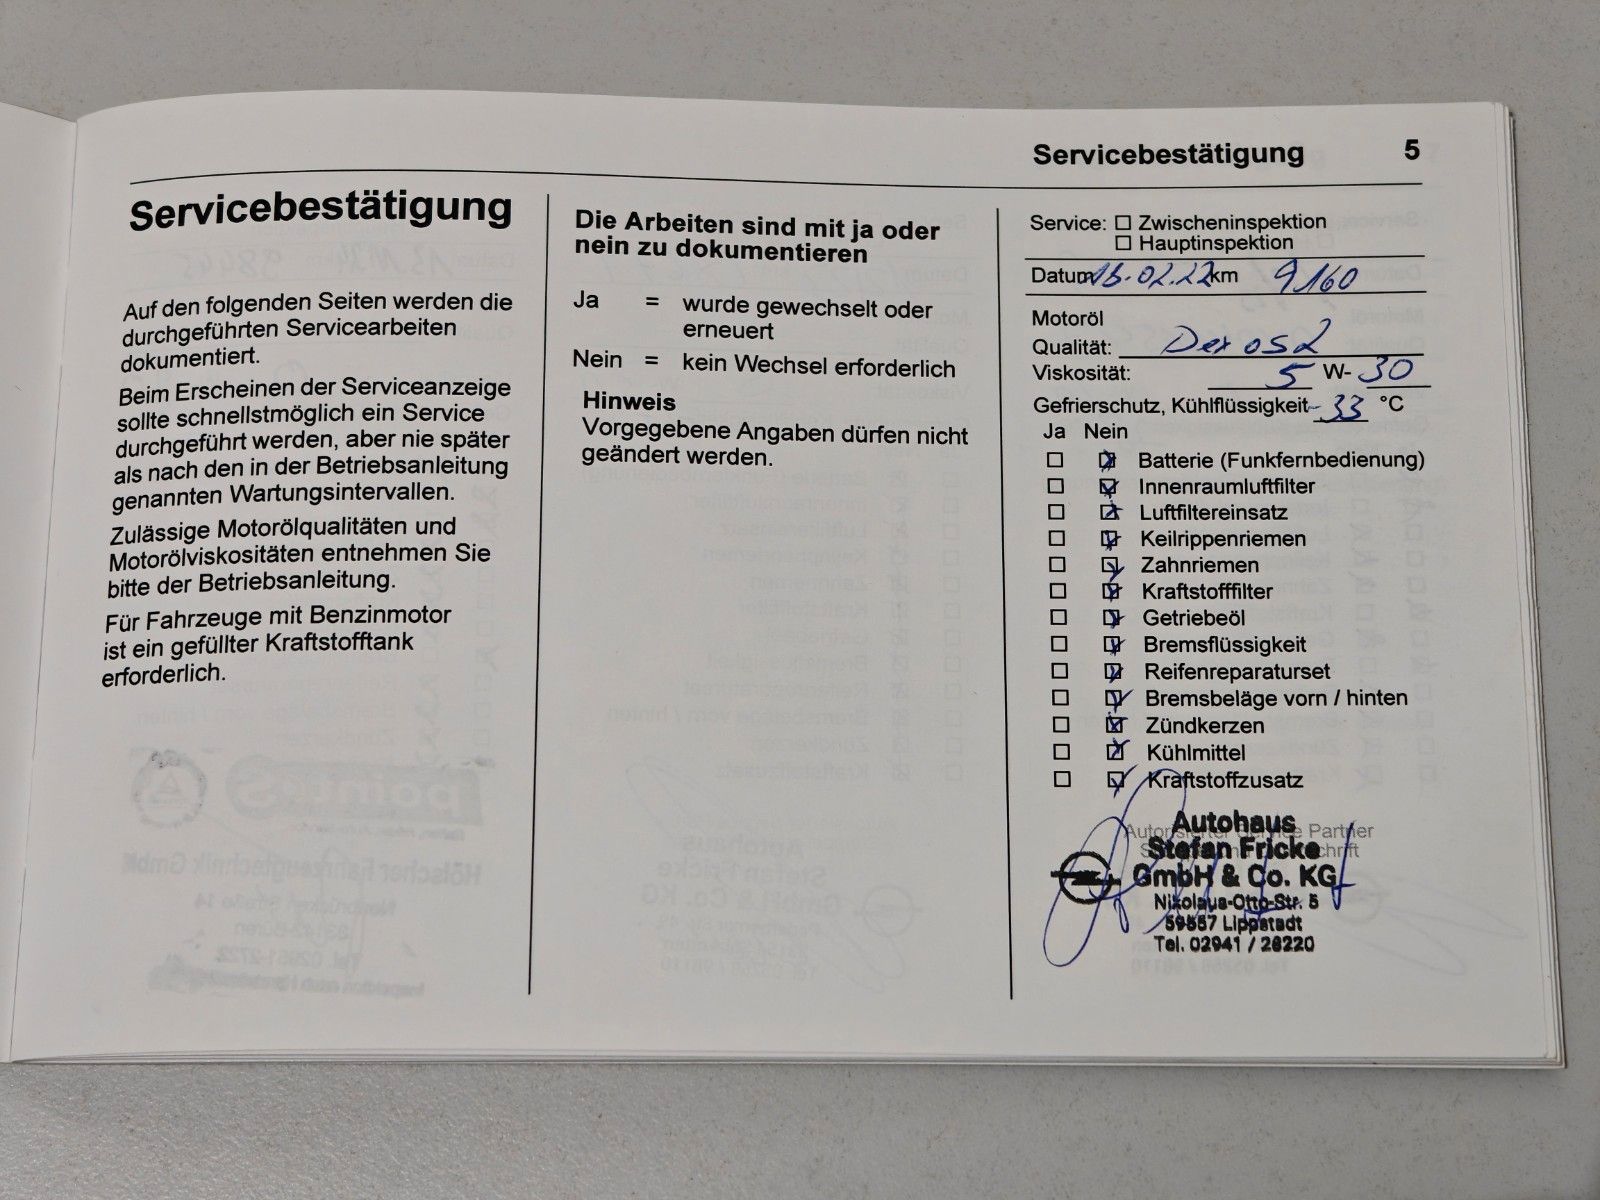 Servicebestätigung 5
Servicebestätigung
Auf den folgenden Seiten werden die
durchgeführten Servicearbeiten
dokumentiert.
Beim Erscheinen der Serviceanzeige
sollte schnellstmöglich ein Service
durchgeführt werden, aber nie später
als nach den in der Betriebsanleitung
genannten Wartungsintervallen.
Zulässige Motorölqualitäten und
Motorölviskositäten entnehmen Sie
bitte der Betriebsanleitung.
Für Fahrzeuge mit Benzinmotor
ist ein gefüllter Kraftstofftank
erforderlich.
Die Arbeiten sind mit ja oder
nein zu dokumentieren
Ja = wurde gewechselt oder
erneuert
Nein = kein Wechsel erforderlich
Hinweis
Vorgegebene Angaben dürfen nicht
geändert werden.
Service: Zwischeninspektion
Hauptinspektion
Datum 15.02.22 km 9160
Motoröl
Qualität: Dexos2
Viskosität: 5 W- 30
Gefrierschutz, Kühlflüssigkeit -33 °C
Ja Nein
Batterie (Funkfernbedienung)
Innenraumluftfilter
Luftfiltereinsatz
Keilrippenriemen
Zahnriemen
Kraftstofffilter
Getriebeöl
Bremsflüssigkeit
Reifenreparaturset
Bremsbeläge vorn / hinten
Zündkerzen
Kühlmittel
Kraftstoffzusatz
Autorisierter Service Partner
Autohaus
Stefan Fricke
GmbH & Co. KG
Nikolaus-Otto-Str. 5
59557 Lippstadt
Tel. 02941 / 28220